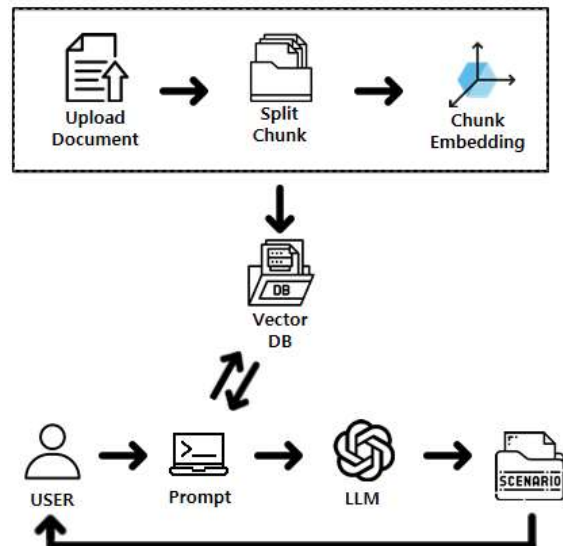 Upload
Document
Split
Chunk
Chunk
Embedding
DB
Vector
DB
SCENARIO
USER
Prompt
LLM